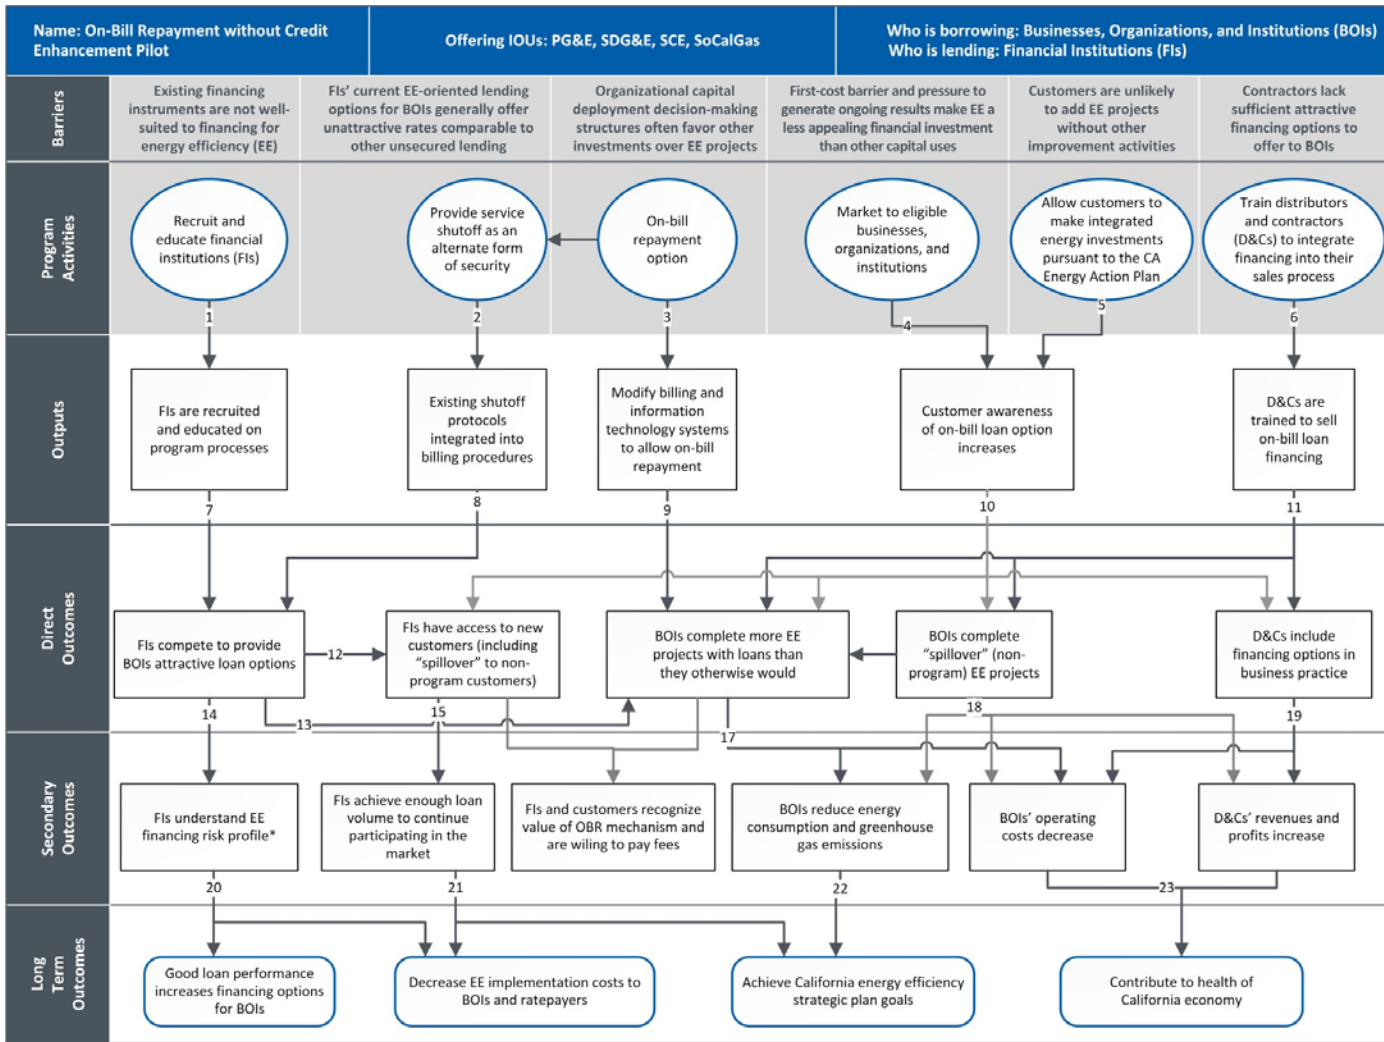 Name: On-Bill Repayment without Credit
Enhancement Pilot
Offering IOUs: PG&E, SDG&E, SCE, SoCalGas
Who is borrowing: Businesses, Organizations, and Institutions (BOIs)
Who is lending: Financial Institutions (FIs)
Barriers
Existing financing
instruments are not well-
suited to financing for
energy efficiency (EE)
FIs' current EE-oriented lending
options for BOIs generally offer
unattractive rates comparable to
other unsecured lending
Organizational capital
deployment decision-making
structures often favor other
investments over EE projects
First-cost barrier and pressure to
generate ongoing results make EE a
less appealing financial investment
than other capital uses
Customers are unlikely
to add EE projects
without other
improvement activities
Contractors lack
sufficient attractive
financing options to
offer to BOIs
Program
Activities
Recruit and
educate financial
institutions (FIs)
Provide service
shutoff as an
alternate form
of security
On-bill
repayment
option
Market to eligible
businesses,
organizations, and
institutions
Allow customers to
make integrated
energy investments
pursuant to the CA
Energy Action Plan
Train distributors
and contractors
(D&Cs) to integrate
financing into their
sales process
1
2
3
4
5
6
Outputs
FIs are recruited
and educated on
program processes
Existing shutoff
protocols
integrated into
billing procedures
Modify billing and
information
technology systems
to allow on-bill
repayment
Customer awareness
of on-bill loan option
increases
D&Cs are
trained to sell
on-bill loan
financing
7
8
9
10
11
Direct
Outcomes
FIs compete to provide
BOIs attractive loan options
12
FIs have access to new
customers (including
"spillover" to non-
program customers)
BOIs complete more EE
projects with loans than
they otherwise would
BOIs complete
"spillover" (non-
program) EE projects
D&Cs include
financing options in
business practice
14
13
15
17
18
19
Secondary
Outcomes
FIs understand EE
financing risk profile*
FIs achieve enough loan
volume to continue
participating in the
market
FIs and customers recognize
value of OBR mechanism and
are wiling to pay fees
BOIs reduce energy
consumption and greenhouse
gas emissions
BOIs' operating
costs decrease
D&Cs' revenues and
profits increase
20
21
22
23
Long
Term
Outcomes
Good loan performance
increases financing options
for BOIs
Decrease EE implementation costs to
BOIs and ratepayers
Achieve California energy efficiency
strategic plan goals
Contribute to health of
California economy